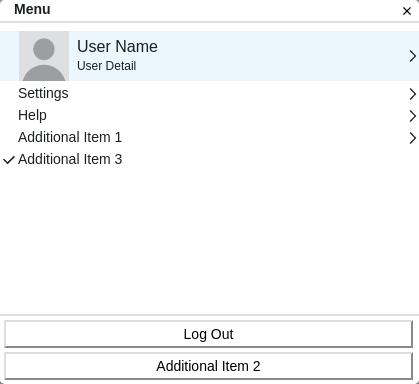 Menu
User Name
User Detail
Settings
Help
Additional Item 1
Additional Item 3
Log Out
Additional Item 2